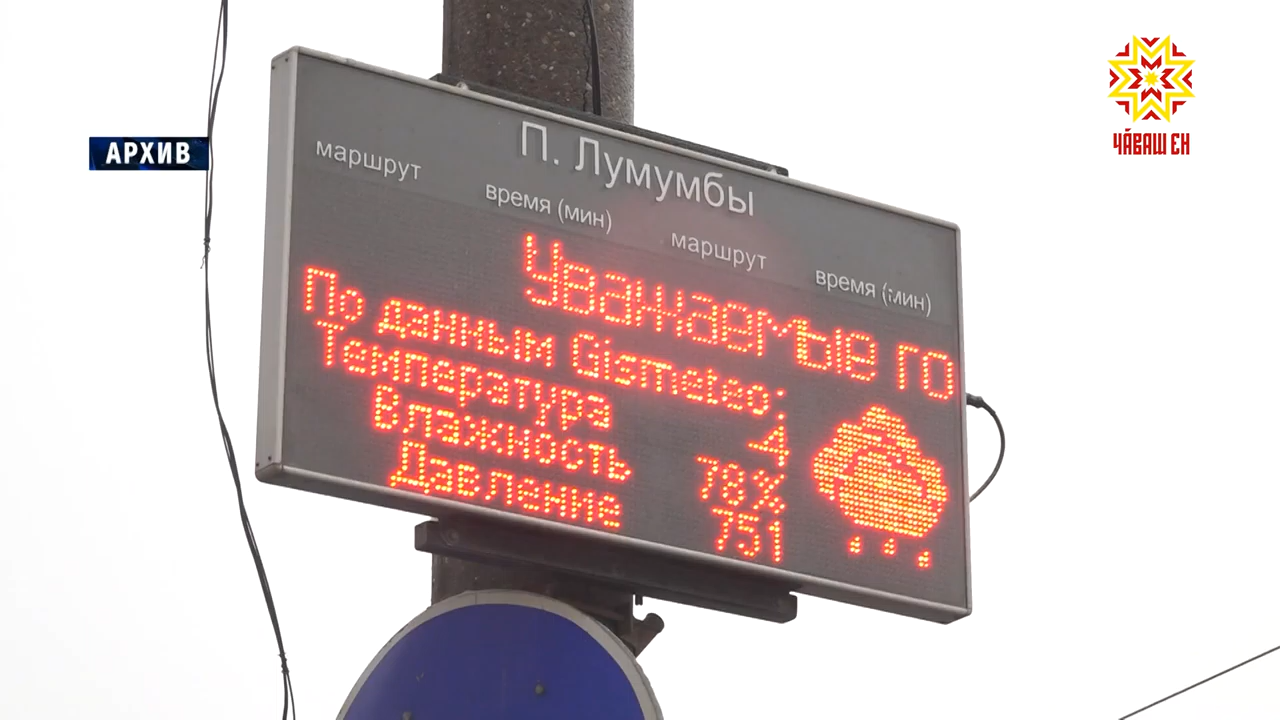 ЧӐВАШ ЕН
АРХИВ
П. Лумумбы
маршрут время (мин) маршрут время (мин)
Уважаемые го
По данным Gismeteo:
Температура -4
Влажность 78%
Давление 751